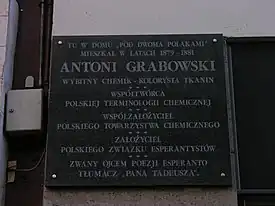 TU W DOMU „POD DWOMA POLAKAMI”
MIESZKAŁ W LATACH 1879 - 1881
ANTONI GRABOWSKI
WYBITNY CHEMIK - KOLORYSTA TKANIN
WSPÓŁTWÓRCA
POLSKIEJ TERMINOLOGII CHEMICZNEJ
WSPÓŁZAŁOŻYCIEL
POLSKIEGO TOWARZYSTWA CHEMICZNEGO
ZAŁOŻYCIEL
POLSKIEGO ZWIĄZKU ESPERANTYSTÓW
ZWANY OJCEM POEZJI ESPERANTO
TŁUMACZ „PANA TADEUSZA”